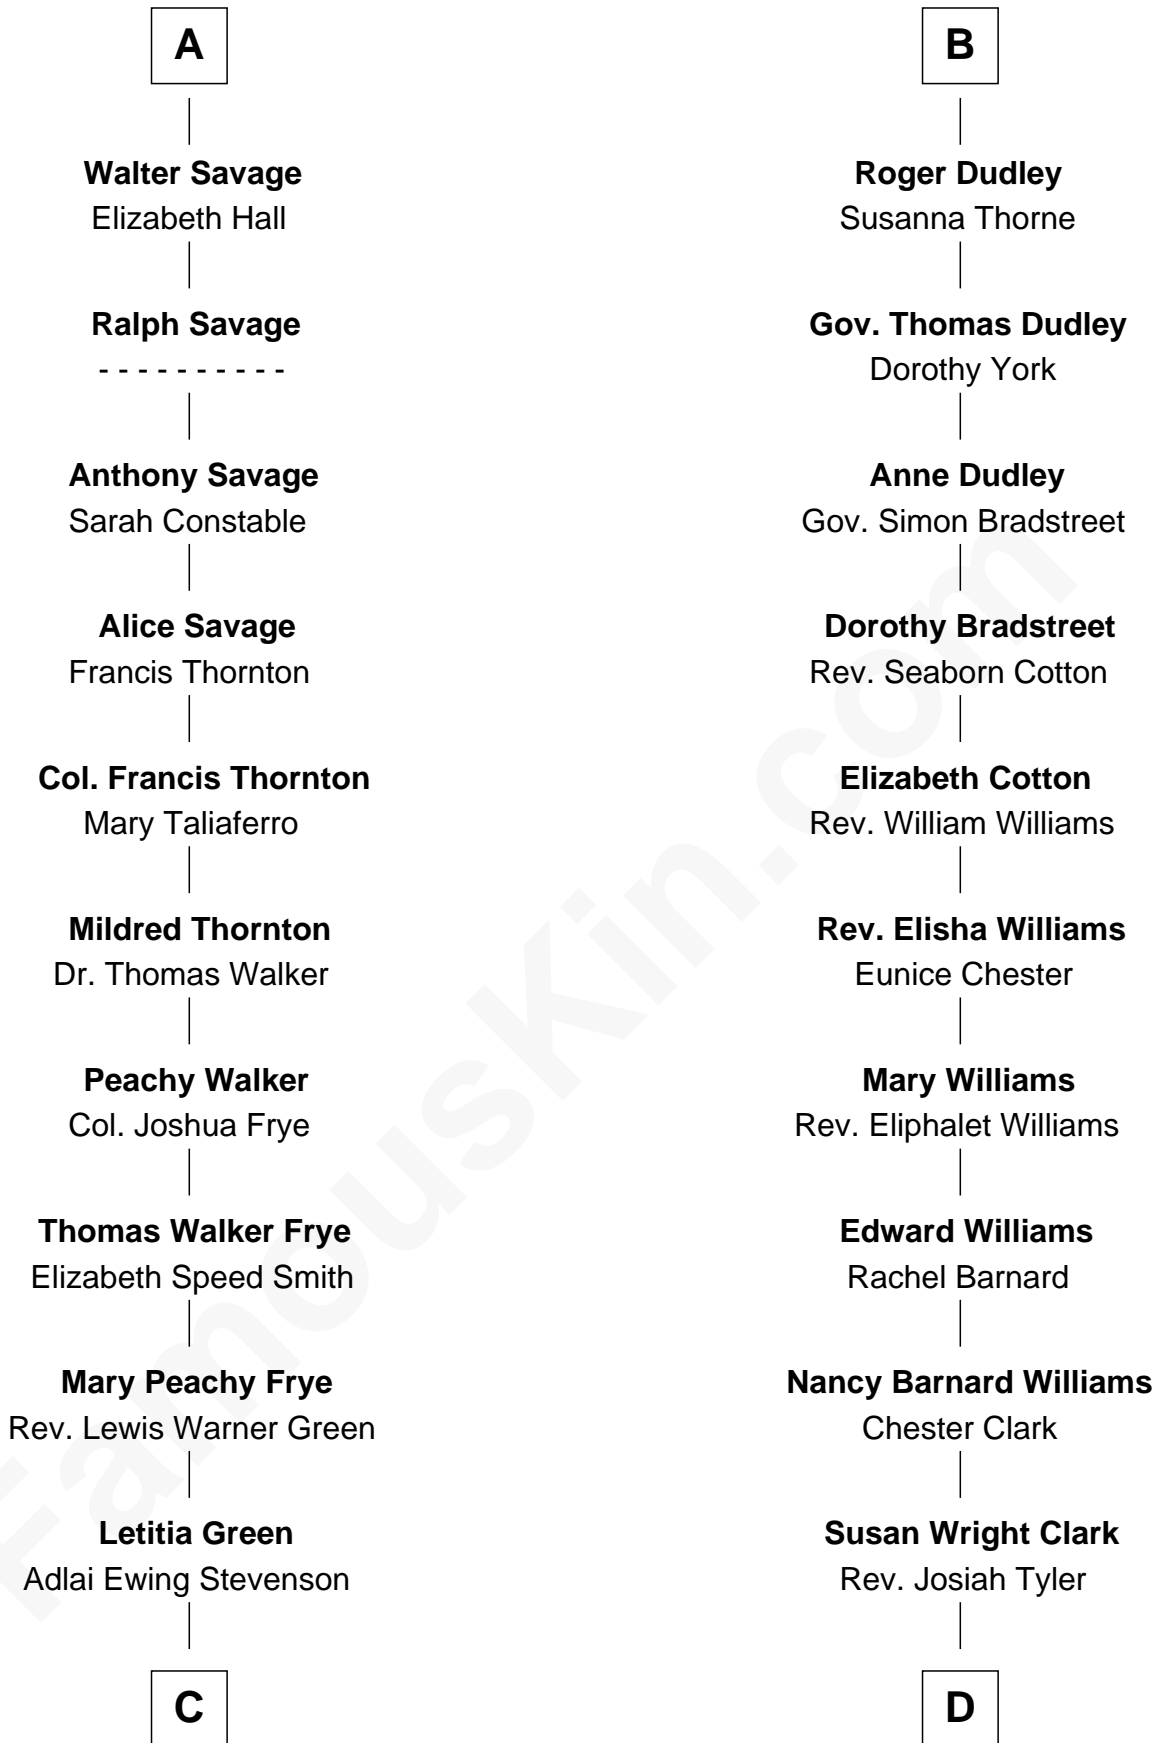 A
Walter Savage
Elizabeth Hall
Ralph Savage
- - - - - - - - - -
Anthony Savage
Sarah Constable
Alice Savage
Francis Thornton
Col. Francis Thornton
Mary Taliaferro
Mildred Thornton
Dr. Thomas Walker
Peachy Walker
Col. Joshua Frye
Thomas Walker Frye
Elizabeth Speed Smith
Mary Peachy Frye
Rev. Lewis Warner Green
Letitia Green
Adlai Ewing Stevenson
C
B
Roger Dudley
Susanna Thorne
Gov. Thomas Dudley
Dorothy York
Anne Dudley
Gov. Simon Bradstreet
Dorothy Bradstreet
Rev. Seaborn Cotton
Elizabeth Cotton
Rev. William Williams
Rev. Elisha Williams
Eunice Chester
Mary Williams
Rev. Eliphalet Williams
Edward Williams
Rachel Barnard
Nancy Barnard Williams
Chester Clark
Susan Wright Clark
Rev. Josiah Tyler
D
FamousKin.com